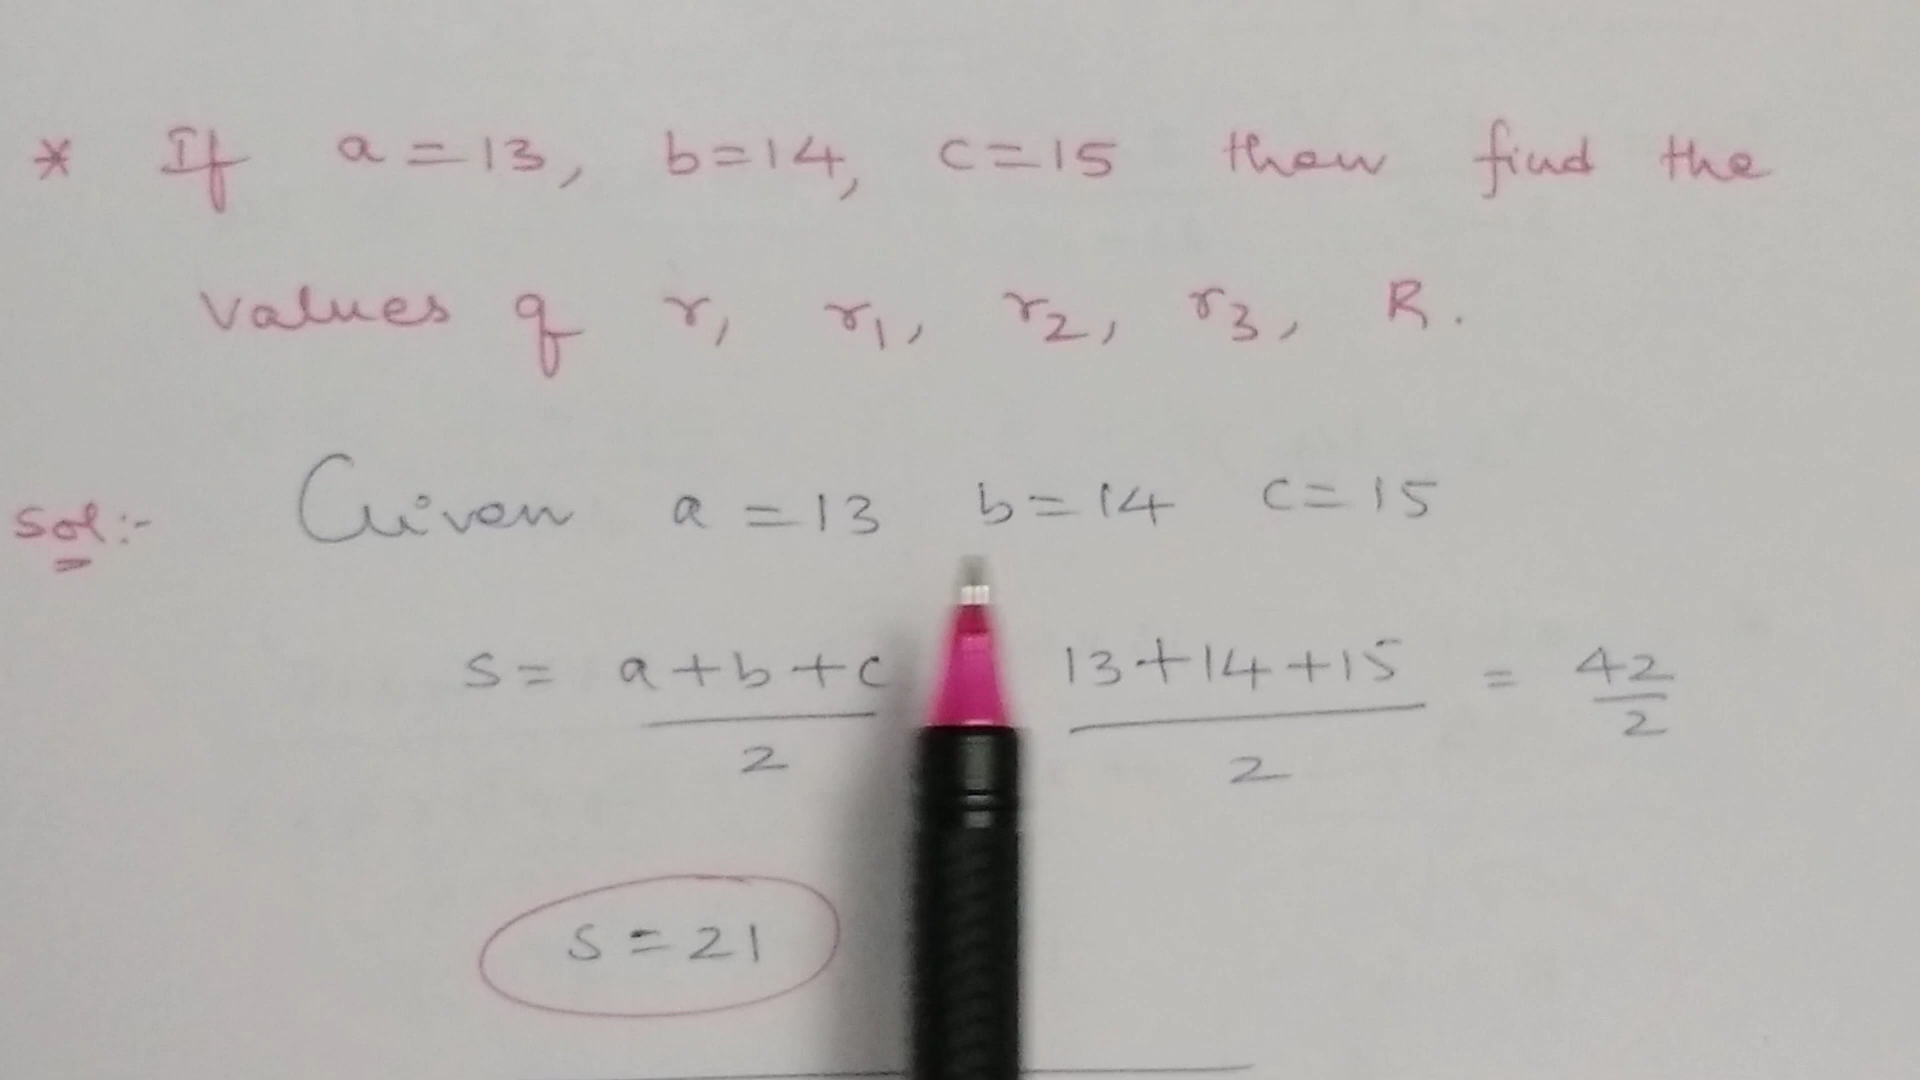 * If a=13, b=14, c=15 then find the
values of r, r1, r2, r3, R.
Sol:- Given a=13 b=14 c=15
s= a+b+c/2 13+14+15/2 = 42/2
s=21